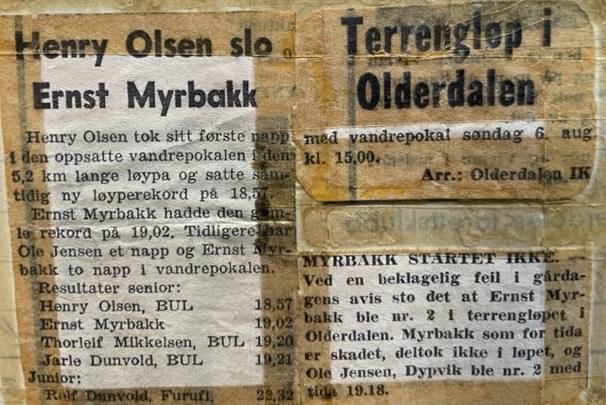 Henry Olsen slo
Ernst Myrbakk
Henry Olsen tok sitt første napp
i den oppsatte vandrepokalen i den
5,2 km lange løypa og satte sam-
tidig ny løyperekord på 18,57.
Ernst Myrbakk hadde den gam-
le rekord på 19,02. Tidligere har
Ole Jensen et napp og Ernst Myr-
bakk to napp i vandrepokalen.
Resultater senior:
Henry Olsen, BUL 18,57
Ernst Myrbakk 19,02
Thorleif Mikkelsen, BUL 19,20
Jarle Dunvold, BUL 19,21
Junior:
Rolf Dunvold, Furufl. 22,32
Terrengløp i
Olderdalen
med vandrepokal søndag 6. aug.
kl. 15,00.
Arr.: Olderdalen IK
MYRBAKK STARTET IKKE.
Ved en beklagelig feil i gårda-
gens avis sto det at Ernst Myr-
bakk ble nr. 2 i terrengløpet i
Olderdalen. Myrbakk som for tida
er skadet, deltok ikke i løpet, og
Ole Jensen, Dypvik ble nr. 2 med
tida 19.18.